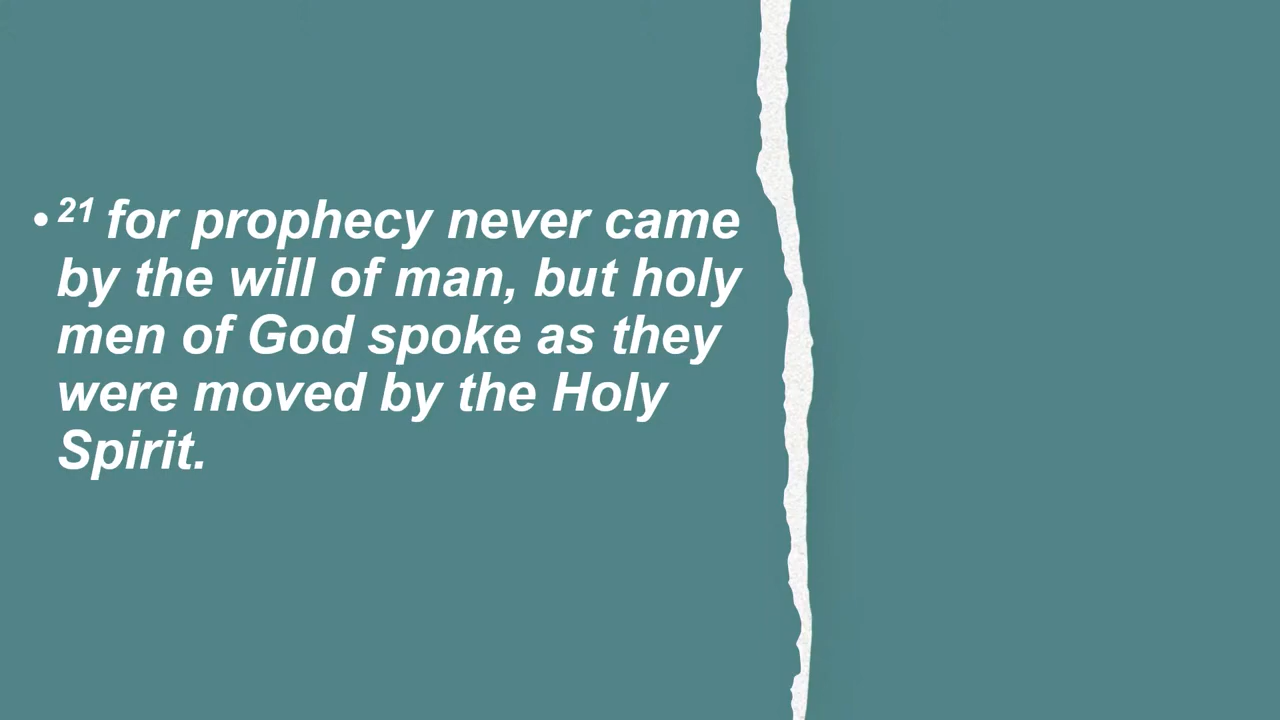 • ²¹ for prophecy never came
by the will of man, but holy
men of God spoke as they
were moved by the Holy
Spirit.